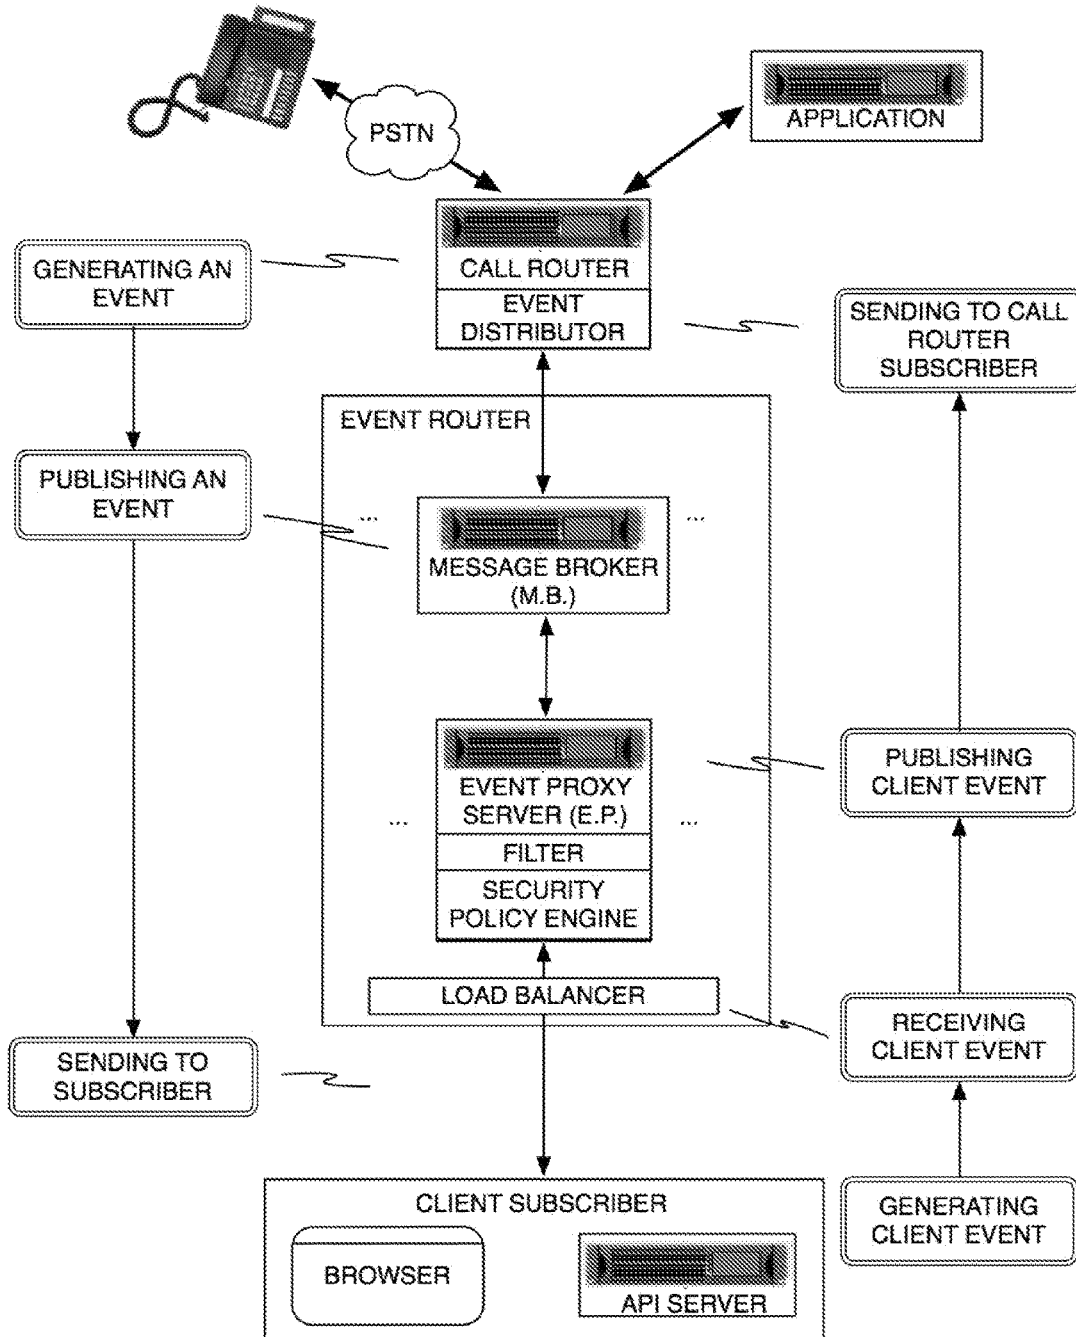 PSTN
APPLICATION
CALL ROUTER
EVENT
DISTRIBUTOR
GENERATING AN
EVENT
SENDING TO CALL
ROUTER
SUBSCRIBER
EVENT ROUTER
PUBLISHING AN
EVENT
...
...
MESSAGE BROKER
(M.B.)
EVENT PROXY
SERVER (E.P.)
...
...
FILTER
SECURITY
POLICY ENGINE
PUBLISHING
CLIENT EVENT
LOAD BALANCER
RECEIVING
CLIENT EVENT
SENDING TO
SUBSCRIBER
CLIENT SUBSCRIBER
BROWSER
API SERVER
GENERATING
CLIENT EVENT